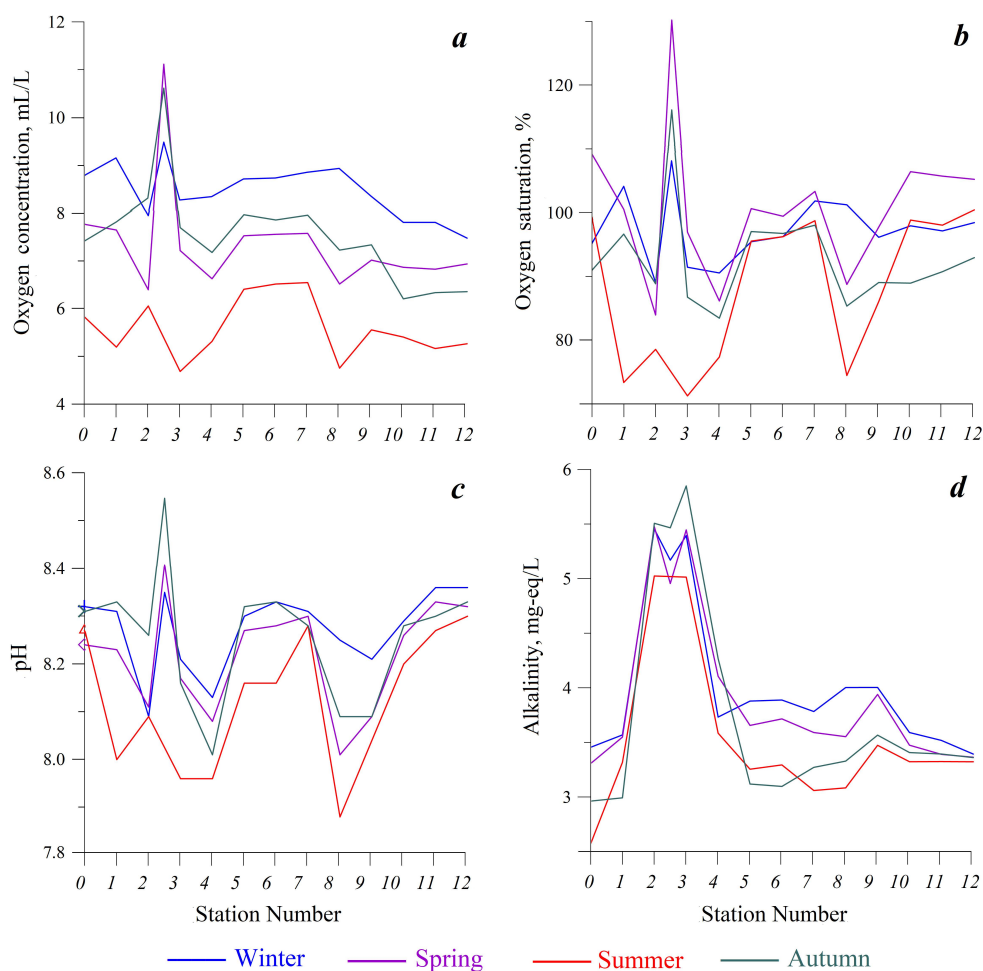 a
Oxygen concentration, mL/L
12
10
8
6
4
0 1 2 3 4 5 6 7 8 9 10 11 12
b
Oxygen saturation, %
120
100
80
0 1 2 3 4 5 6 7 8 9 10 11 12
c
pH
8.6
8.4
8.2
8.0
7.8
0 1 2 3 4 5 6 7 8 9 10 11 12
Station Number
d
Alkalinity, mg-eq/L
6
5
4
3
0 1 2 3 4 5 6 7 8 9 10 11 12
Station Number
Winter Spring Summer Autumn